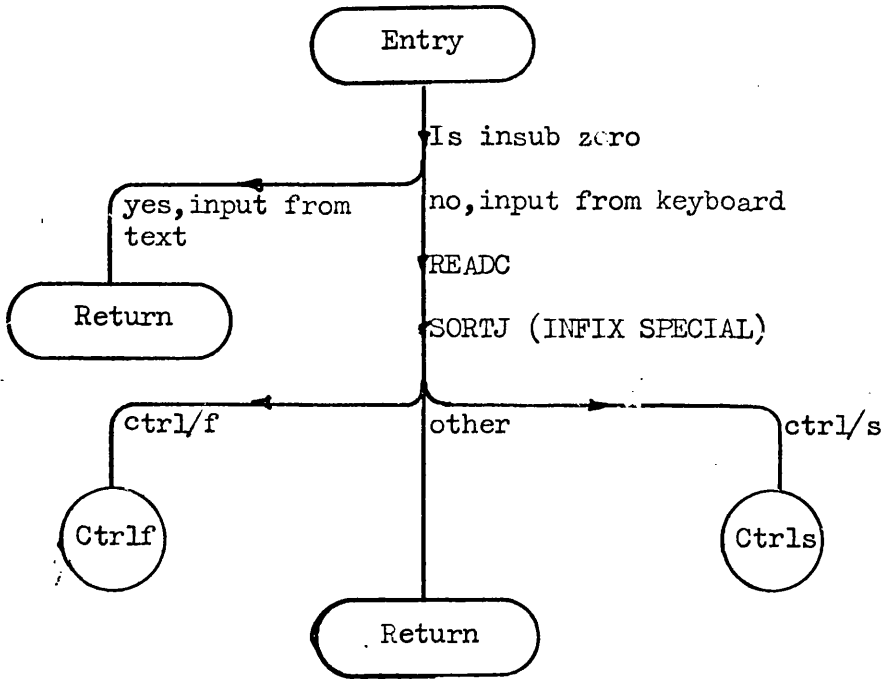 Entry
Is insub zero
yes,input from
text
no,input from keyboard
READC
Return
SORTJ (INFIX SPECIAL)
ctrl/f
other
ctrl/s
Ctrlf
Ctrls
Return